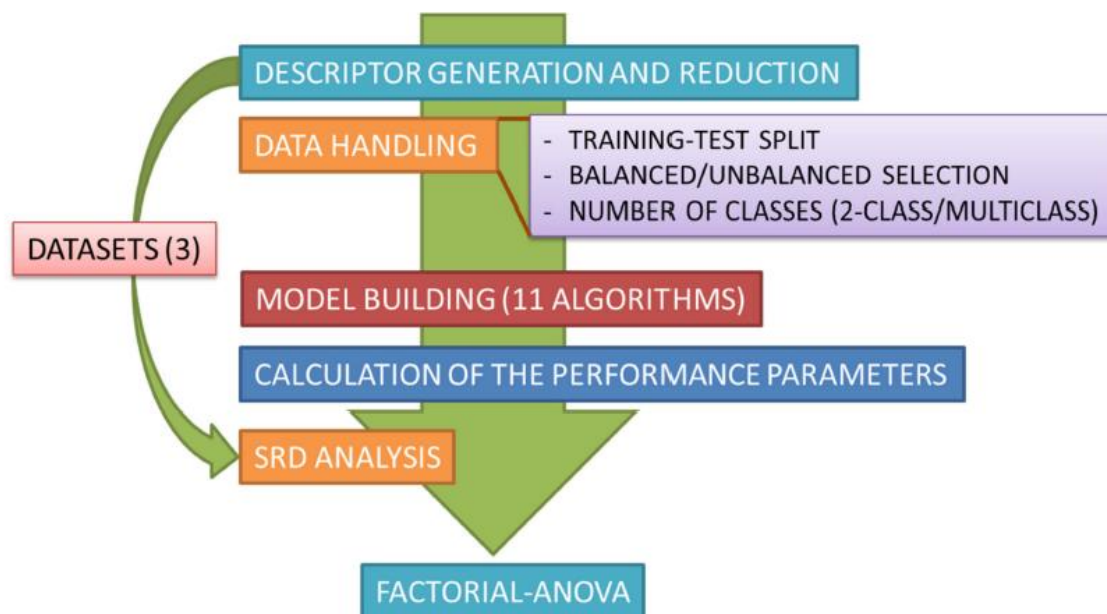 DESCRIPTOR GENERATION AND REDUCTION
DATA HANDLING
- TRAINING-TEST SPLIT
- BALANCED/UNBALANCED SELECTION
- NUMBER OF CLASSES (2-CLASS/MULTICLASS)
DATASETS (3)
MODEL BUILDING (11 ALGORITHMS)
CALCULATION OF THE PERFORMANCE PARAMETERS
SRD ANALYSIS
FACTORIAL-ANOVA